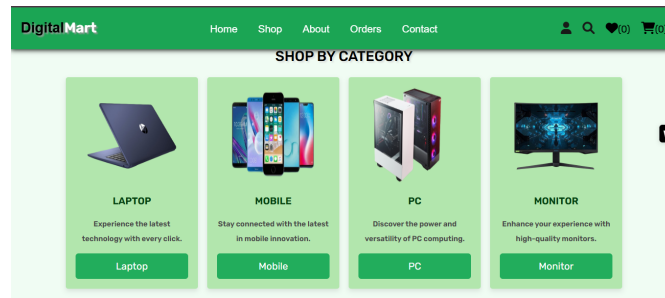 DigitalMart Home Shop About Orders Contact (0) (0)
SHOP BY CATEGORY
LAPTOP
Experience the latest
technology with every click.
Laptop
MOBILE
Stay connected with the latest
in mobile innovation.
Mobile
PC
Discover the power and
versatility of PC computing.
PC
MONITOR
Enhance your experience with
high-quality monitors.
Monitor